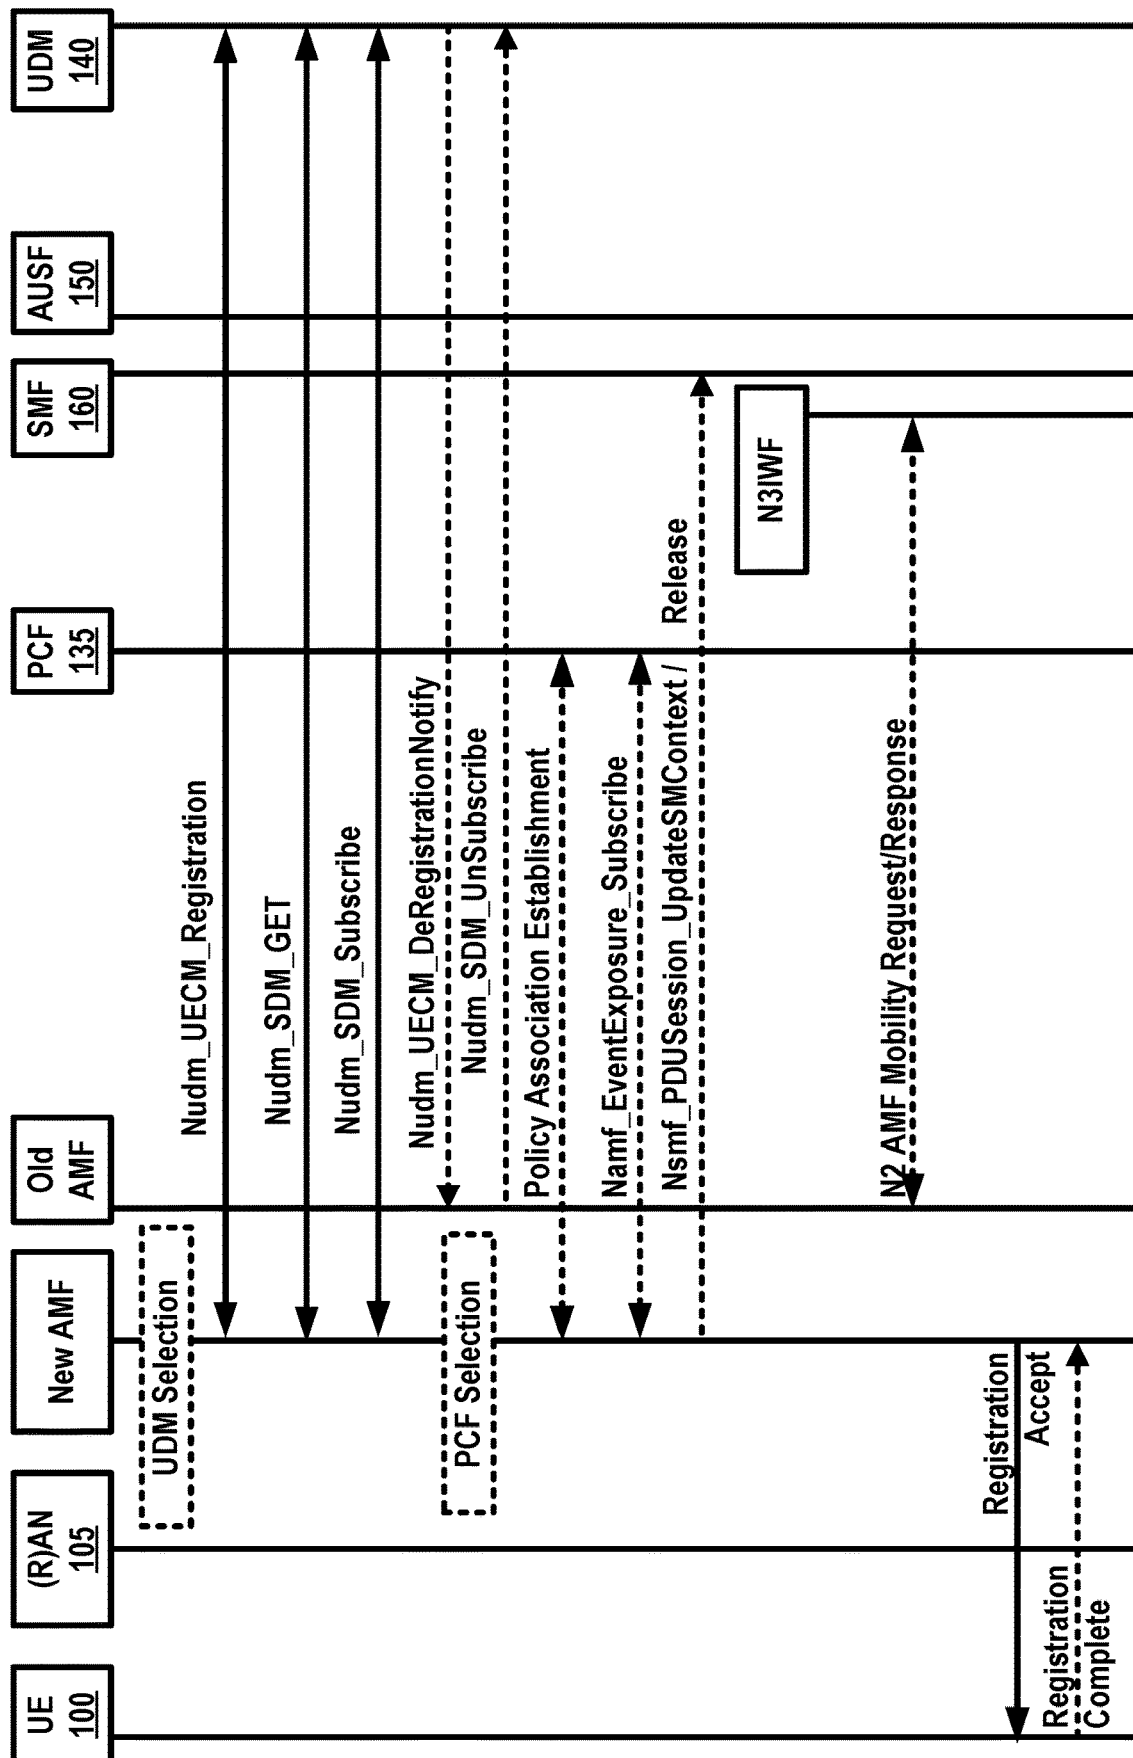 UE
100
(R)AN
105
New AMF
Old
AMF
PCF
135
SMF
160
AUSF
150
UDM
140
UDM Selection
Nudm_UECM_Registration
Nudm_SDM_GET
Nudm_SDM_Subscribe
Nudm_UECM_DeRegistrationNotify
PCF Selection
Nudm_SDM_UnSubscribe
Policy Association Establishment
Namf_EventExposure_Subscribe
Nsmf_PDUSession_UpdateSMContext / Release
N3IWF
N2 AMF Mobility Request/Response
Registration
Accept
Registration
Complete